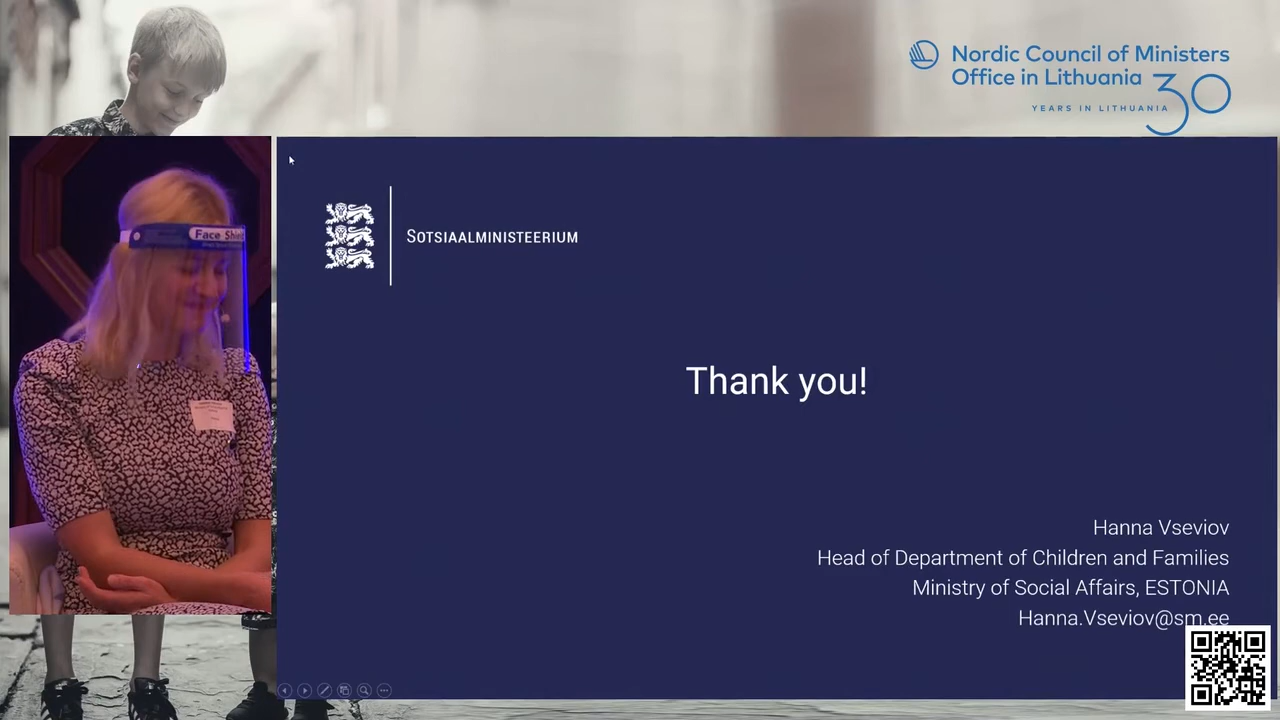 Nordic Council of Ministers
Office in Lithuania
30
YEARS IN LITHUANIA
Face Shield
SOTSIAALMINISTEERIUM
Thank you!
Hanna Vseviov
Head of Department of Children and Families
Ministry of Social Affairs, ESTONIA
Hanna.Vseviov@sm.ee